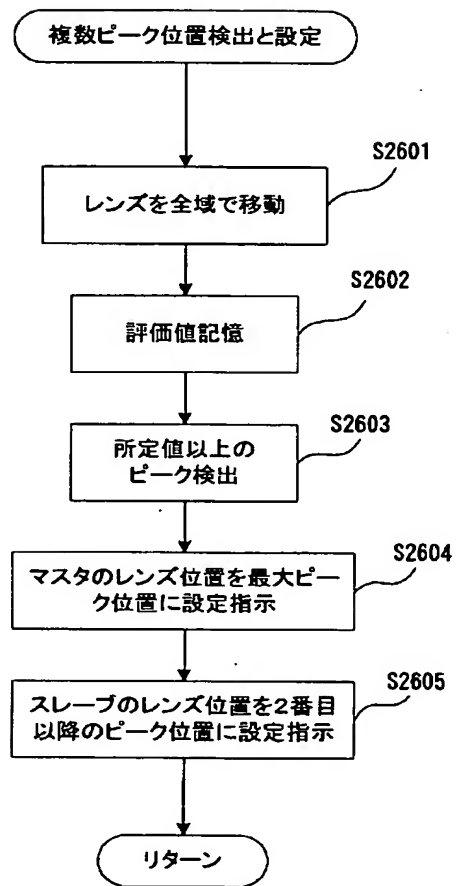 複数ピーク位置検出と設定
S2601
レンズを全域で移動
S2602
評価値記憶
S2603
所定値以上の
ピーク検出
S2604
マスタのレンズ位置を最大ピー
ク位置に設定指示
S2605
スレーブのレンズ位置を2番目
以降のピーク位置に設定指示
リターン